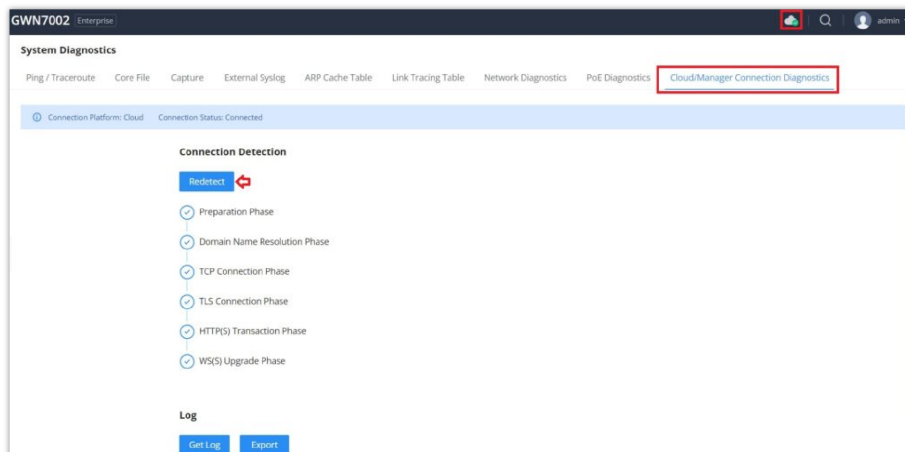 GWN7002 Enterprise admin
System Diagnostics
Ping / Traceroute Core File Capture External Syslog ARP Cache Table Link Tracing Table Network Diagnostics PoE Diagnostics Cloud/Manager Connection Diagnostics
Connection Platform: Cloud Connection Status: Connected
Connection Detection
Redetect
Preparation Phase
Domain Name Resolution Phase
TCP Connection Phase
TLS Connection Phase
HTTP(S) Transaction Phase
WS(S) Upgrade Phase
Log
Get Log Export